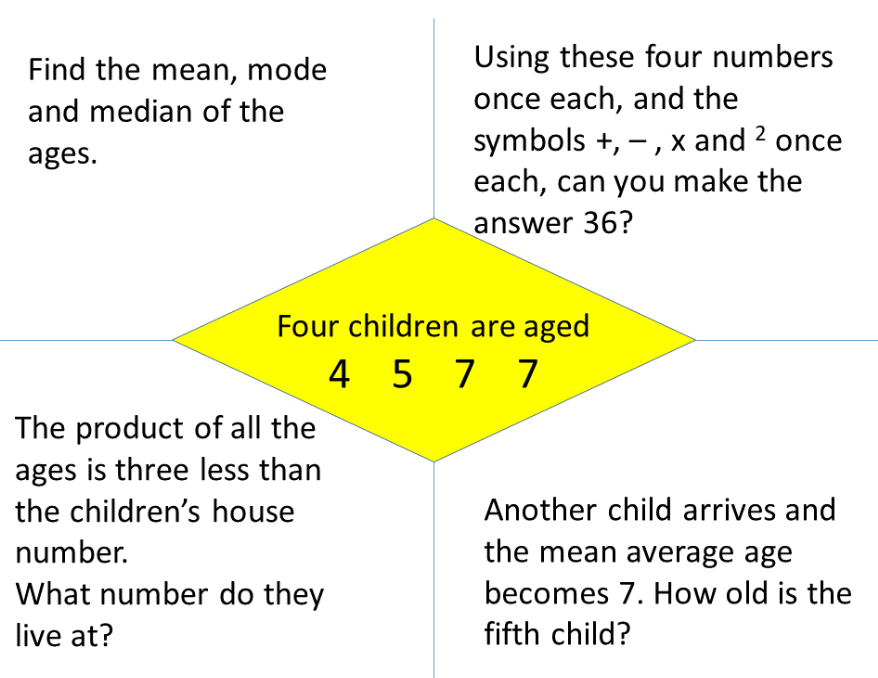 Find the mean, mode
and median of the
ages.
Using these four numbers
once each, and the
symbols +, – , x and ² once
each, can you make the
answer 36?
Four children are aged
4 5 7 7
The product of all the
ages is three less than
the children’s house
number.
What number do they
live at?
Another child arrives and
the mean average age
becomes 7. How old is the
fifth child?